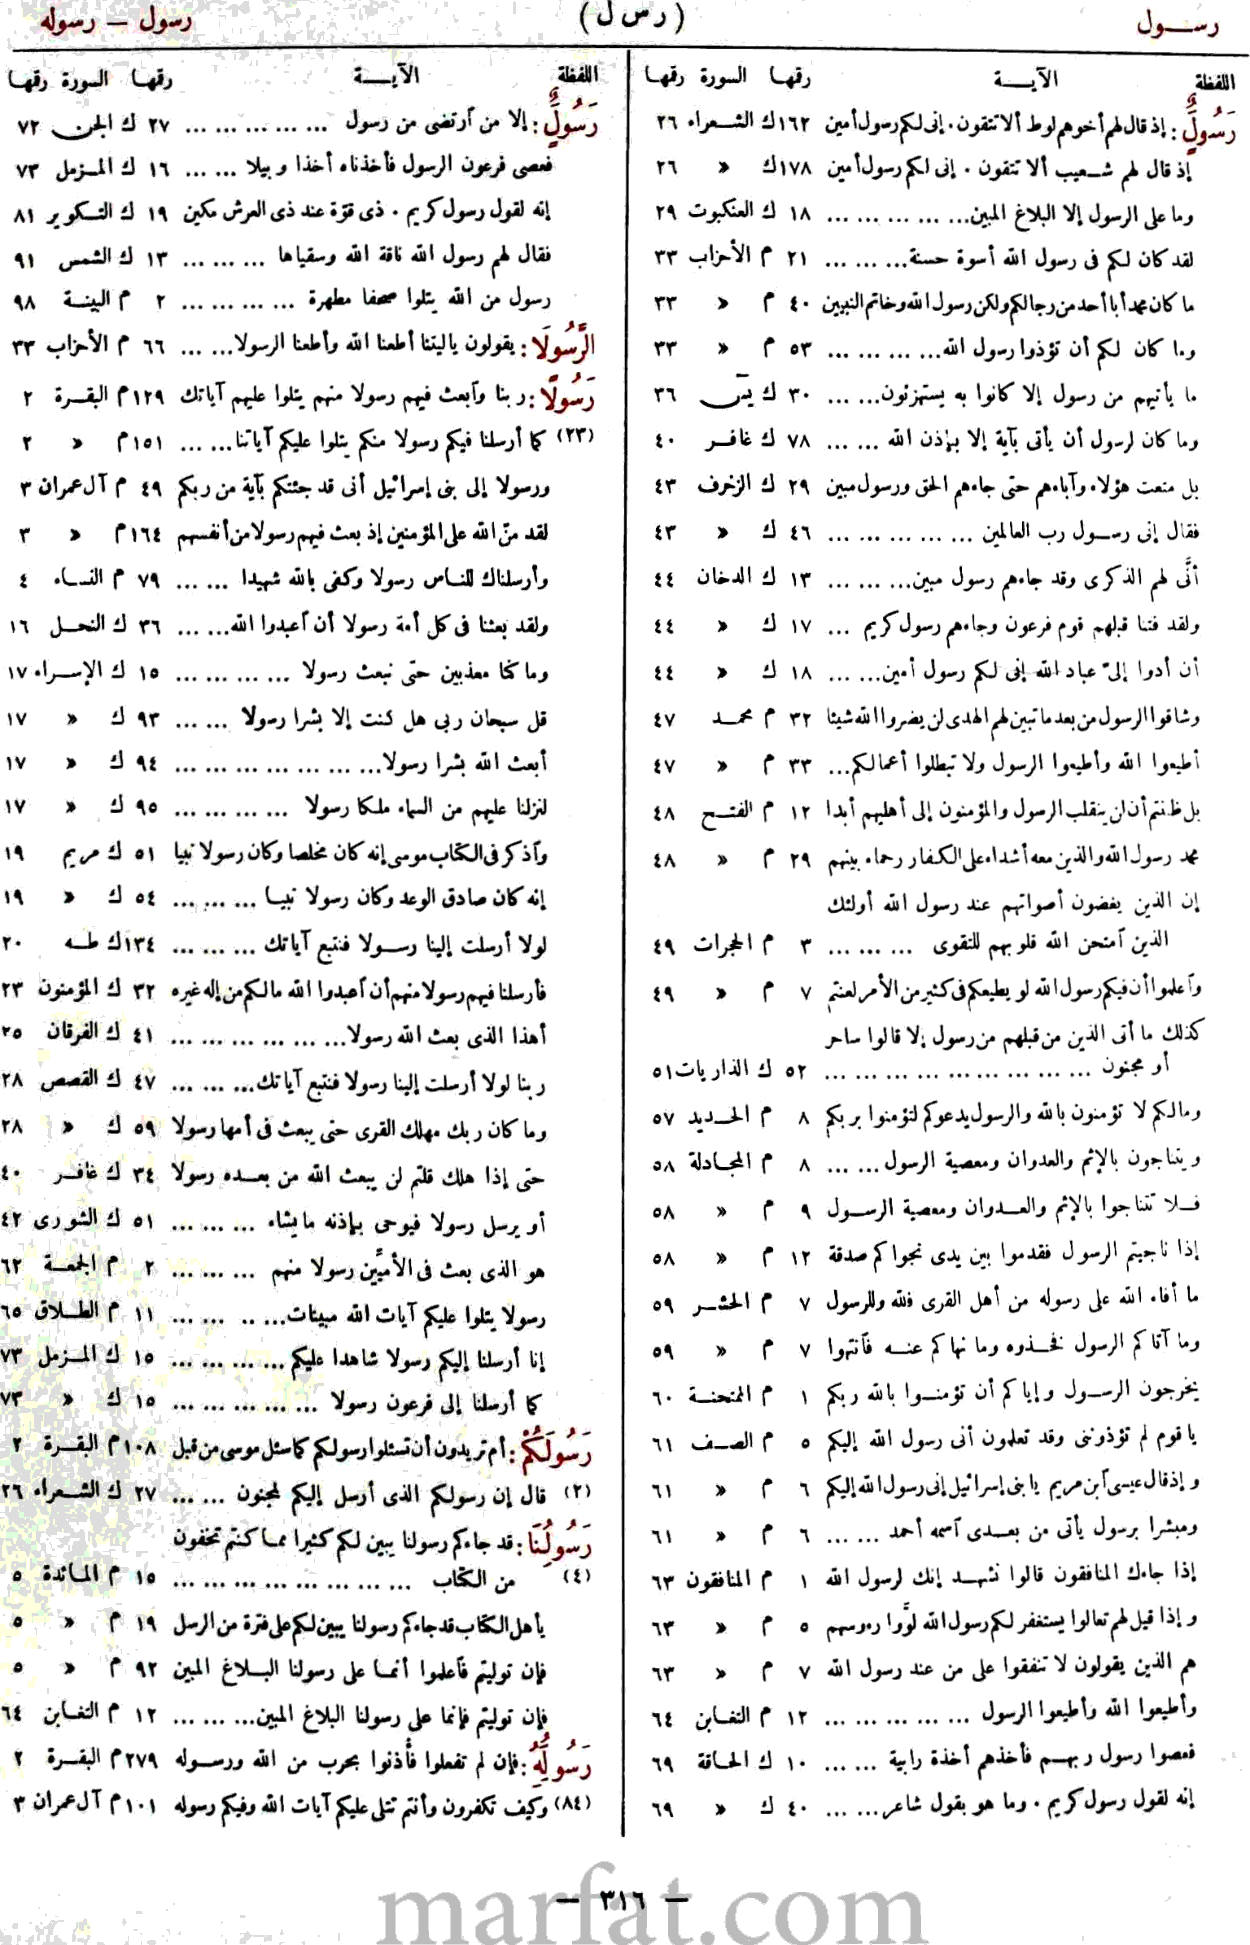 رســول
(رس ل)
رسول — رسوله
اللفظة الآيــة رقمها السورة رقمها
رَسُولٌ : إذ قال لهم أخوهم لوط ألا تتقون . إنى لكم رسول أمين ١٦٢ ك الشعراء ٢٦
إذ قال لهم شعيب ألا تتقون . إنى لكم رسول أمين ١٧٨ ك » ٢٦
وما على الرسول إلا البلاغ المبين... ... ... ... ١٨ ك العنكبوت ٢٩
لقد كان لكم فى رسول الله أسوة حسنة... ... ... ٢١ م الأحزاب ٣٣
ما كان محمد أبا أحد من رجالكم ولكن رسول الله وخاتم النبيين ٤٠ م » ٣٣
وما كان لكم أن تؤذوا رسول الله... ... ... ... ٥٣ م » ٣٣
ما يأتيهم من رسول إلا كانوا به يستهزئون... ... ٣٠ ك يٓس ٣٦
وما كان لرسول أن يأتى بآية إلا بإذن الله ... ... ٧٨ ك غافر ٤٠
بل متعت هؤلاء وآباءهم حتى جاءهم الحق ورسول مبين ٢٩ ك الزخرف ٤٣
فقال إنى رسول رب العالمين ... ... ... ... ... ٤٦ ك » ٤٣
أنَّى لهم الذكرى وقد جاءهم رسول مبين... ... ... ١٣ ك الدخان ٤٤
ولقد فتنا قبلهم قوم فرعون وجاءهم رسول كريم ... ١٧ ك » ٤٤
أن أدوا إلىّ عباد الله إنى لكم رسول أمين... ... ١٨ ك » ٤٤
وشاقوا الرسول من بعد ما تبين لهم الهدى لن يضروا الله شيئا ٣٢ م محمد ٤٧
أطيعوا الله وأطيعوا الرسول ولا تبطلوا أعمالكم... ٣٣ م » ٤٧
بل ظننتم أن لن ينقلب الرسول والمؤمنون إلى أهليهم أبدا ١٢ م الفتح ٤٨
محمد رسول الله والذين معه أشداء على الكفار رحماء بينهم ٢٩ م » ٤٨
إن الذين يغضون أصواتهم عند رسول الله أولئك
الذين آمتحن الله قلوبهم للتقوى ... ... ... ٣ م الحجرات ٤٩
وآعلموا أن فيكم رسول الله لو يطيعكم فى كثير من الأمر لعنتم ٧ م » ٤٩
كذلك ما أتى الذين من قبلهم من رسول إلا قالوا ساحر
أو مجنون ... ... ... ... ... ... ... ... ... ٥٢ ك الذاريات ٥١
ومالكم لا تؤمنون بالله والرسول يدعوكم لتؤمنوا بربكم ٨ م الحديد ٥٧
ويتناجون بالإثم والعدوان ومعصية الرسول ... ... ٨ م المجادلة ٥٨
فلا تتناجوا بالإثم والعدوان ومعصية الرسول ٩ م » ٥٨
إذا ناجيتم الرسول فقدموا بين يدى نجواكم صدقة ١٢ م » ٥٨
ما أفاء الله على رسوله من أهل القرى فلله وللرسول ٧ م الحشر ٥٩
وما آتاكم الرسول فخذوه وما نهاكم عنه فآنتهوا ٧ م » ٥٩
يخرجون الرسول وإياكم أن تؤمنوا بالله ربكم ١ م الممتحنة ٦٠
يا قوم لم تؤذوننى وقد تعلمون أنى رسول الله إليكم ٥ م الصف ٦١
وإذ قال عيسى آبن مريم يا بنى إسرائيل إنى رسول الله إليكم ٦ م » ٦١
ومبشرا برسول يأتى من بعدى آسمه أحمد ... ... ٦ م » ٦١
إذا جاءك المنافقون قالوا نشهد إنك لرسول الله ١ م المنافقون ٦٣
وإذا قيل لهم تعالوا يستغفر لكم رسول الله لوَّوا رءوسهم ٥ م » ٦٣
هم الذين يقولون لا تنفقوا على من عند رسول الله ٧ م » ٦٣
وأطيعوا الله وأطيعوا الرسول ... ... ... ... ... ١٢ م التغابن ٦٤
فعصوا رسول ربهم فأخذهم أخذة رابية ... ... ١٠ ك الحاقة ٦٩
إنه لقول رسول كريم . وما هو بقول شاعر... ... ٤٠ ك » ٦٩
اللفظة الآيــة رقمها السورة رقمها
رَسُولٍ : إلا من آرتضى من رسول ... ... ... ... ... ٢٧ ك الجن ٧٢
فعصى فرعون الرسول فأخذناه أخذا وبيلا ... ... ١٦ ك المزمل ٧٣
إنه لقول رسول كريم . ذى قوّة عند ذى العرش مكين ١٩ ك التكوير ٨١
فقال لهم رسول الله ناقة الله وسقياها ... ... ... ١٣ ك الشمس ٩١
رسول من الله يتلوا صحفا مطهرة ... ... ... ... ٢ م البينة ٩٨
الرَّسُولَا : يقولون ياليتنا أطعنا الله وأطعنا الرسولا... ... ٦٦ م الأحزاب ٣٣
رَسُولًا : ربنا وآبعث فيهم رسولا منهم يتلوا عليهم آياتك ١٢٩ م البقرة ٢
(٢٣) كما أرسلنا فيكم رسولا منكم يتلوا عليكم آياتنا... ... ١٥١ م » ٢
ورسولا إلى بنى إسرائيل أنى قد جئتكم بآية من ربكم ٤٩ م آل عمران ٣
لقد منّ الله على المؤمنين إذ بعث فيهم رسولا من أنفسهم ١٦٤ م » ٣
وأرسلناك للناس رسولا وكفى بالله شهيدا ... ... ٧٩ م النساء ٤
ولقد بعثنا فى كل أمة رسولا أن آعبدوا الله... ... ٣٦ ك النحل ١٦
وما كنا معذبين حتى نبعث رسولا ... ... ... ... ١٥ ك الإسراء ١٧
قل سبحان ربى هل كنت إلا بشرا رسولا ... ... ٩٣ ك » ١٧
أبعث الله بشرا رسولا... ... ... ... ... ... ... ٩٤ ك » ١٧
لنزلنا عليهم من السماء ملكا رسولا ... ... ... ... ٩٥ ك » ١٧
وآذكر فى الكتاب موسى إنه كان مخلصا وكان رسولا نبيا ٥١ ك مريم ١٩
إنه كان صادق الوعد وكان رسولا نبيا ... ... ... ٥٤ ك » ١٩
لولا أرسلت إلينا رسولا فنتبع آياتك ... ... ... ١٣٤ ك طه ٢٠
فأرسلنا فيهم رسولا منهم أن آعبدوا الله مالكم من إله غيره ٣٢ ك المؤمنون ٢٣
أهذا الذى بعث الله رسولا... ... ... ... ... ... ٤١ ك الفرقان ٢٥
ربنا لولا أرسلت إلينا رسولا فنتبع آياتك... ... ... ٤٧ ك القصص ٢٨
وما كان ربك مهلك القرى حتى يبعث فى أمها رسولا ٥٩ ك » ٢٨
حتى إذا هلك قلتم لن يبعث الله من بعده رسولا ٣٤ ك غافر ٤٠
أو يرسل رسولا فيوحى بإذنه ما يشاء ... ... ... ٥١ ك الشورى ٤٢
هو الذى بعث فى الأميِّين رسولا منهم ... ... ... ٢ م الجمعة ٦٢
رسولا يتلوا عليكم آيات الله مبينات... .. ... ... ١١ م الطلاق ٦٥
إنا أرسلنا إليكم رسولا شاهدا عليكم ... ... ... ... ١٥ ك المزمل ٧٣
كما أرسلنا إلى فرعون رسولا ... ... ... ... ... ١٥ ك » ٧٣
رَسُولَكُمْ : أم تريدون أن تسئلوا رسولكم كما سئل موسى من قبل ١٠٨ م البقرة ٢
(٢) قال إن رسولكم الذى أرسل إليكم لمجنون ... ... ٢٧ ك الشعراء ٢٦
رَسُولُنَا : قد جاءكم رسولنا يبين لكم كثيرا مما كنتم تخفون
(٤) من الكتاب ... ... ... ... ... ... ... ... ١٥ م المائدة ٥
يأهل الكتاب قد جاءكم رسولنا يبين لكم على فترة من الرسل ١٩ م » ٥
فإن توليتم فآعلموا أنما على رسولنا البلاغ المبين ٩٢ م » ٥
فإن توليتم فإنما على رسولنا البلاغ المبين... ... ... ١٢ م التغابن ٦٤
رَسُولِهِ : فإن لم تفعلوا فأذنوا بحرب من الله ورسوله ٢٧٩ م البقرة ٢
(٨٤) وكيف تكفرون وأنتم تتلى عليكم آيات الله وفيكم رسوله ١٠١ م آل عمران ٣
— ٣١٦ —
marfat.com